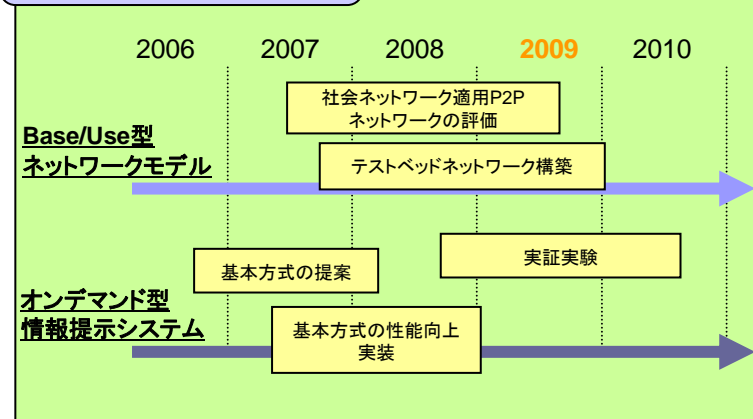 2006 2007 2008 2009 2010
社会ネットワーク適用P2P
ネットワークの評価
Base/Use型
ネットワークモデル
テストベッドネットワーク構築
基本方式の提案
実証実験
オンデマンド型
情報提示システム
基本方式の性能向上
実装